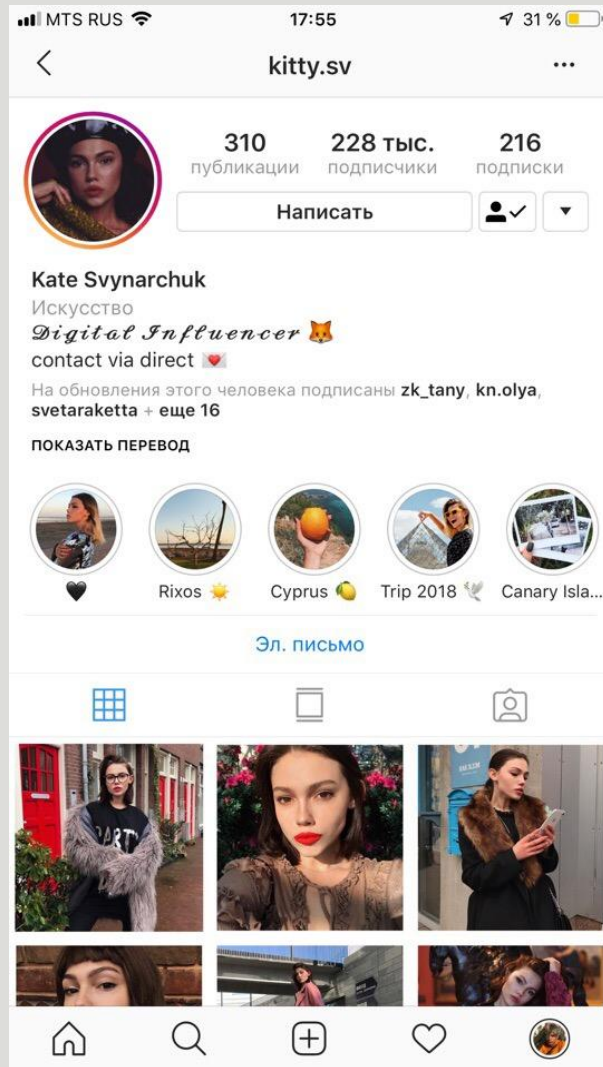 MTS RUS 17:55 31 %
kitty.sv
310 228 тыс. 216
публикации подписчики подписки
Написать
Kate Svynarchuk
Искусство
𝒟𝒾𝑔𝒾𝓉𝒶𝓁 𝐼𝓃𝒻𝓁𝓊𝑒𝓃𝒸𝑒𝓇 🦊
contact via direct 💌
На обновления этого человека подписаны zk_tany, kn.olya,
svetaraketta + еще 16
ПОКАЗАТЬ ПЕРЕВОД
🖤 Rixos ☀️ Cyprus 🍋 Trip 2018 🕊 Canary Isla...
Эл. письмо